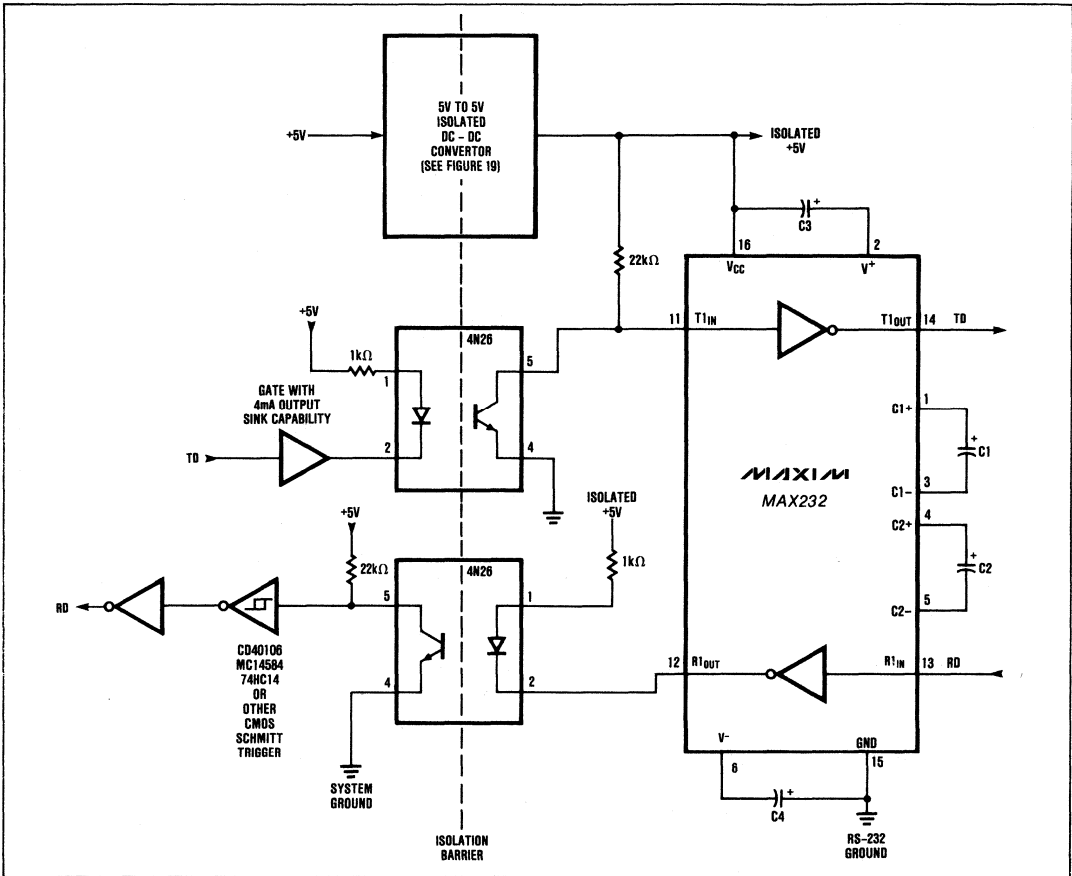 5V TO 5V
ISOLATED
DC – DC
CONVERTOR
(SEE FIGURE 19)
+5V
ISOLATED
+5V
C3
+
16
2
VCC
V+
22kΩ
+5V
1kΩ
4N26
1
5
11
T1IN
T1OUT
14
TD
GATE WITH
4mA OUTPUT
SINK CAPABILITY
TD
2
4
C1+
1
+
C1
C1–
3
MAXIM
MAX232
C2+
4
+
C2
C2–
5
+5V
22kΩ
ISOLATED
+5V
1kΩ
4N26
5
1
RD
CD40106
MC14584
74HC14
OR
OTHER
CMOS
SCHMITT
TRIGGER
4
2
12
R1OUT
R1IN
13
RD
V–
GND
6
15
C4
+
SYSTEM
GROUND
RS–232
GROUND
ISOLATION
BARRIER